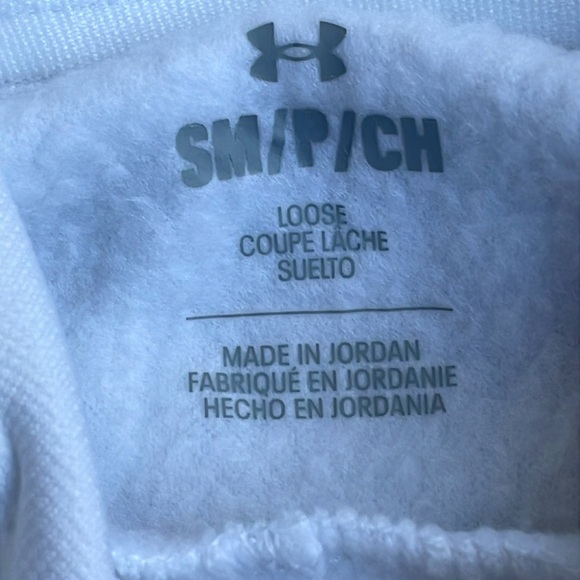 SM/P/CH
LOOSE
COUPE LÂCHE
SUELTO
MADE IN JORDAN
FABRIQUÉ EN JORDANIE
HECHO EN JORDANIA